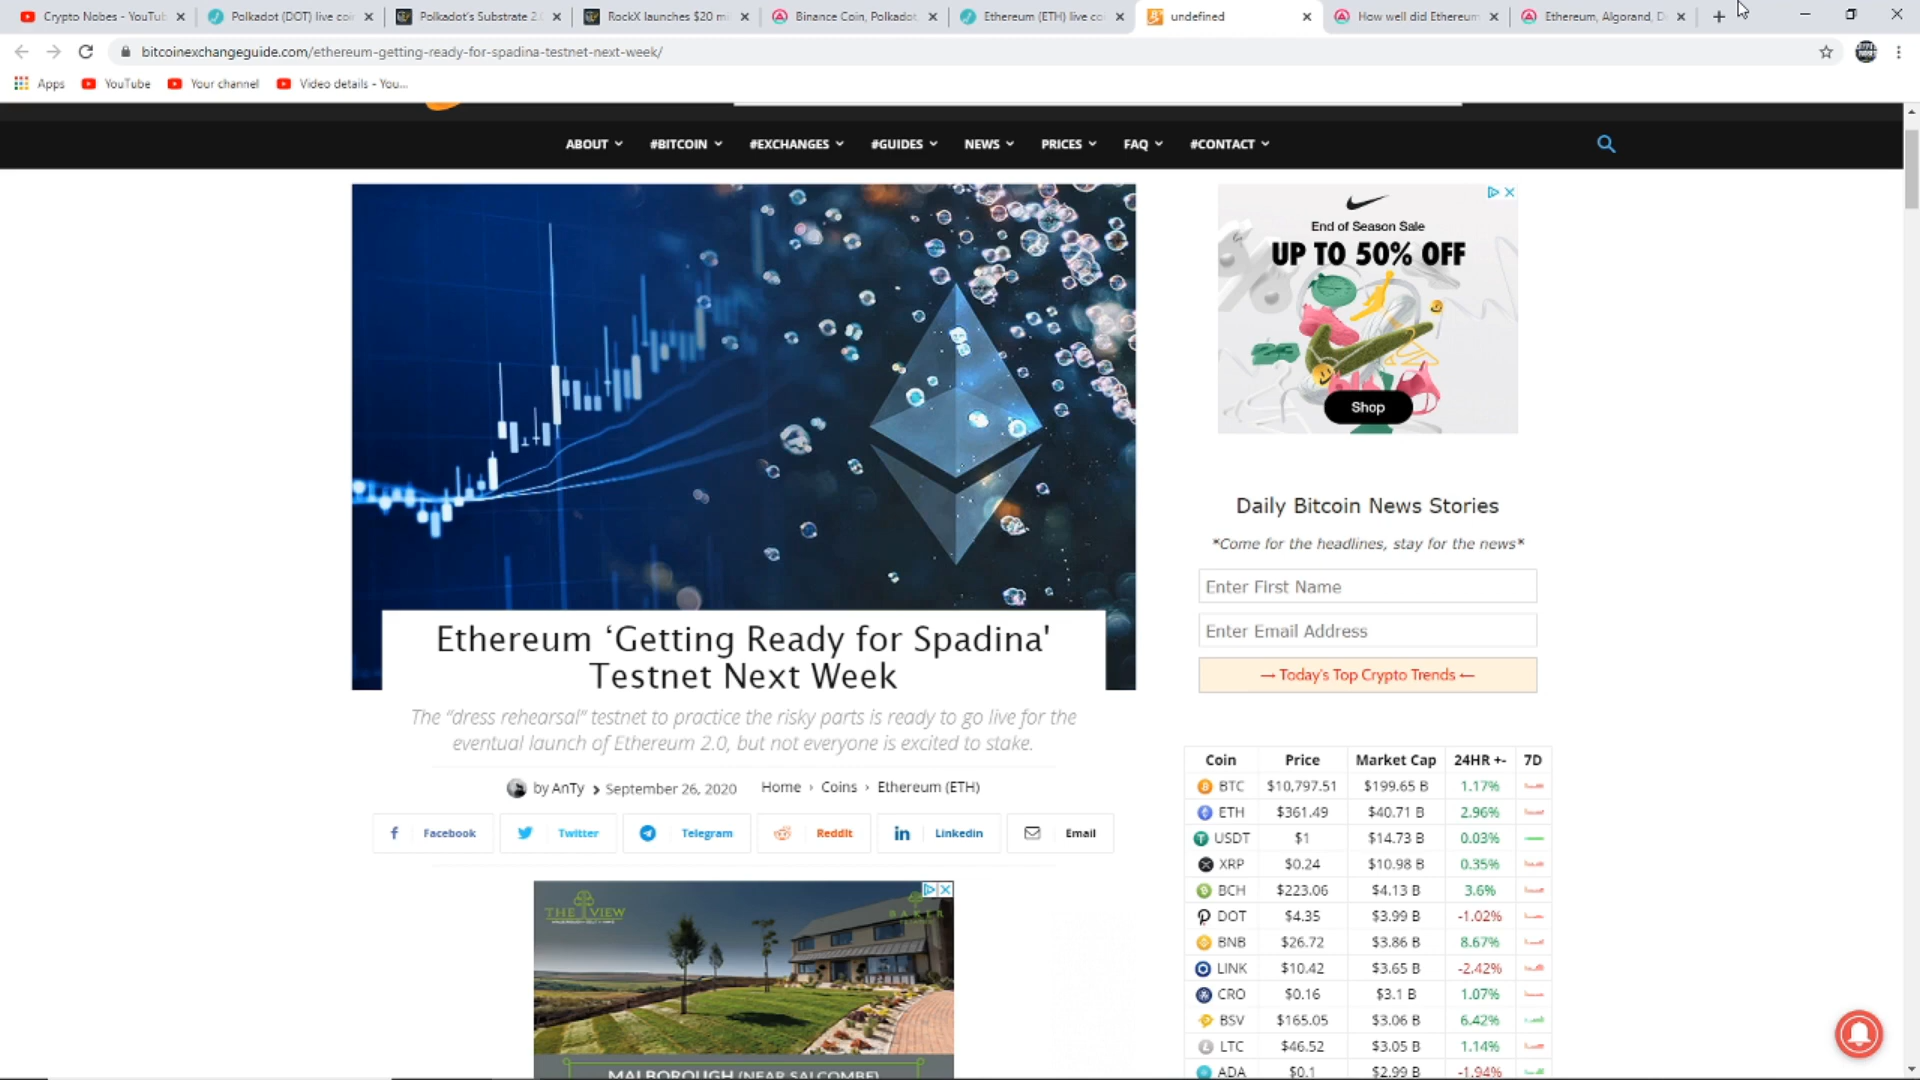 Crypto Nobes - YouTub
Polkadot (DOT) live coi
Polkadot's Substrate 2.
RockX launches $20 m
Binance Coin, Polkadot,
Ethereum (ETH) live co
undefined
How well did Ethereum
Ethereum, Algorand, D
bitcoinexchangeguide.com/ethereum-getting-ready-for-spadina-testnet-next-week/
Apps
YouTube
Your channel
Video details - You...
ABOUT
#BITCOIN
#EXCHANGES
#GUIDES
NEWS
PRICES
FAQ
#CONTACT
End of Season Sale
UP TO 50% OFF
Shop
Ethereum ‘Getting Ready for Spadina'
Testnet Next Week
The “dress rehearsal” testnet to practice the risky parts is ready to go live for the
eventual launch of Ethereum 2.0, but not everyone is excited to stake.
by AnTy > September 26, 2020 Home › Coins › Ethereum (ETH)
Facebook
Twitter
Telegram
ReddIt
Linkedin
Email
THE VIEW
BAKER
MALBOROUGH (NEAR SALCOMBE)
Daily Bitcoin News Stories
*Come for the headlines, stay for the news*
Enter First Name
Enter Email Address
→ Today's Top Crypto Trends ←
Coin Price Market Cap 24HR +- 7D
BTC $10,797.51 $199.65 B 1.17%
ETH $361.49 $40.71 B 2.96%
USDT $1 $14.73 B 0.03%
XRP $0.24 $10.98 B 0.35%
BCH $223.06 $4.13 B 3.6%
DOT $4.35 $3.99 B -1.02%
BNB $26.72 $3.86 B 8.67%
LINK $10.42 $3.65 B -2.42%
CRO $0.16 $3.1 B 1.07%
BSV $165.05 $3.06 B 6.42%
LTC $46.52 $3.05 B 1.14%
ADA $0.1 $2.99 B -1.94%